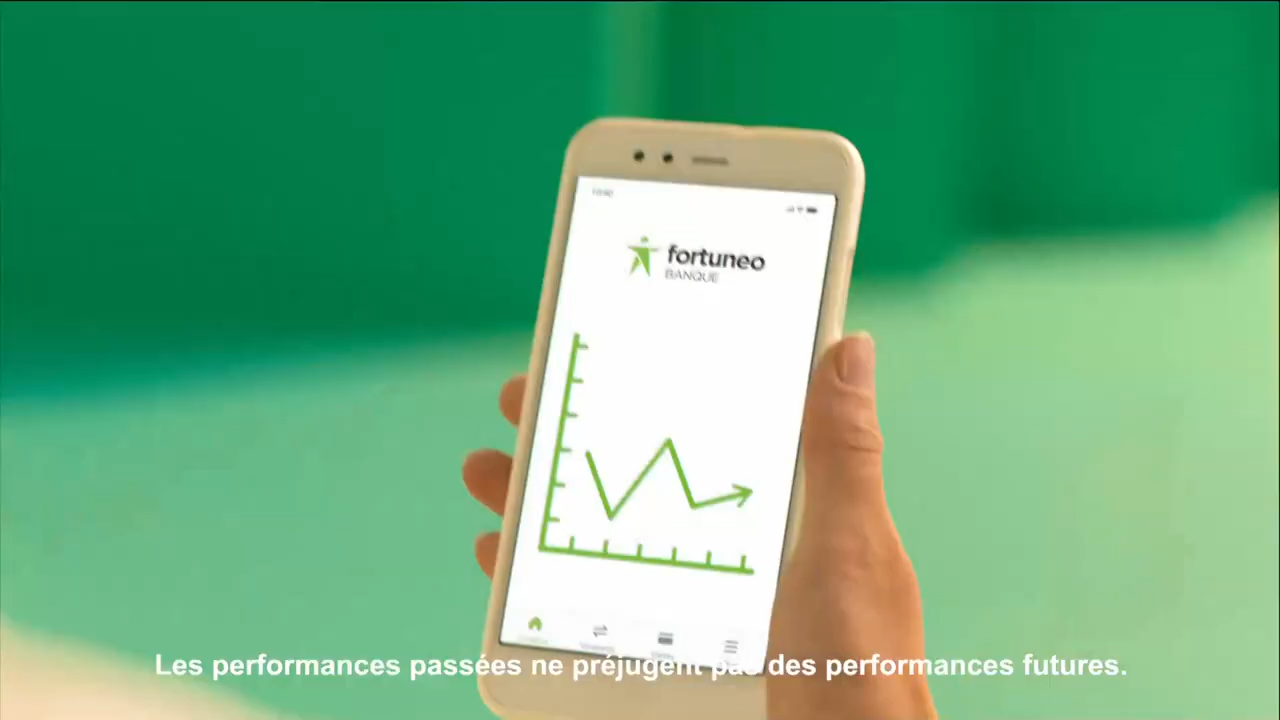 fortuneo
BANQUE
Les performances passées ne préjugent pas des performances futures.